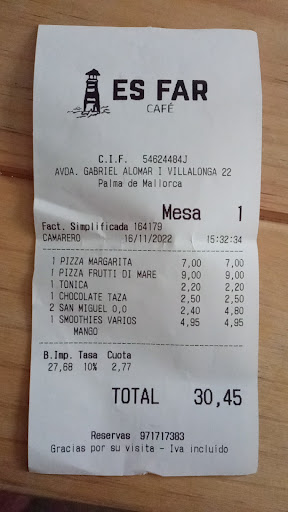 ES FAR
CAFÉ
C.I.F. 54624484J
AVDA. GABRIEL ALOMAR I VILLALONGA 22
Palma de Mallorca
Mesa 1
Fact. Simplificada 164179
CAMARERO 16/11/2022 15:32:34
1 PIZZA MARGARITA 7,00 7,00
1 PIZZA FRUTTI DI MARE 9,00 9,00
1 TONICA 2,20 2,20
1 CHOCOLATE TAZA 2,50 2,50
2 SAN MIGUEL 0,0 2,40 4,80
1 SMOOTHIES VARIOS 4,95 4,95
MANGO
B.Imp. Tasa Cuota
27,68 10% 2,77
TOTAL 30,45
Reservas 971717383
Gracias por su visita - Iva incluido